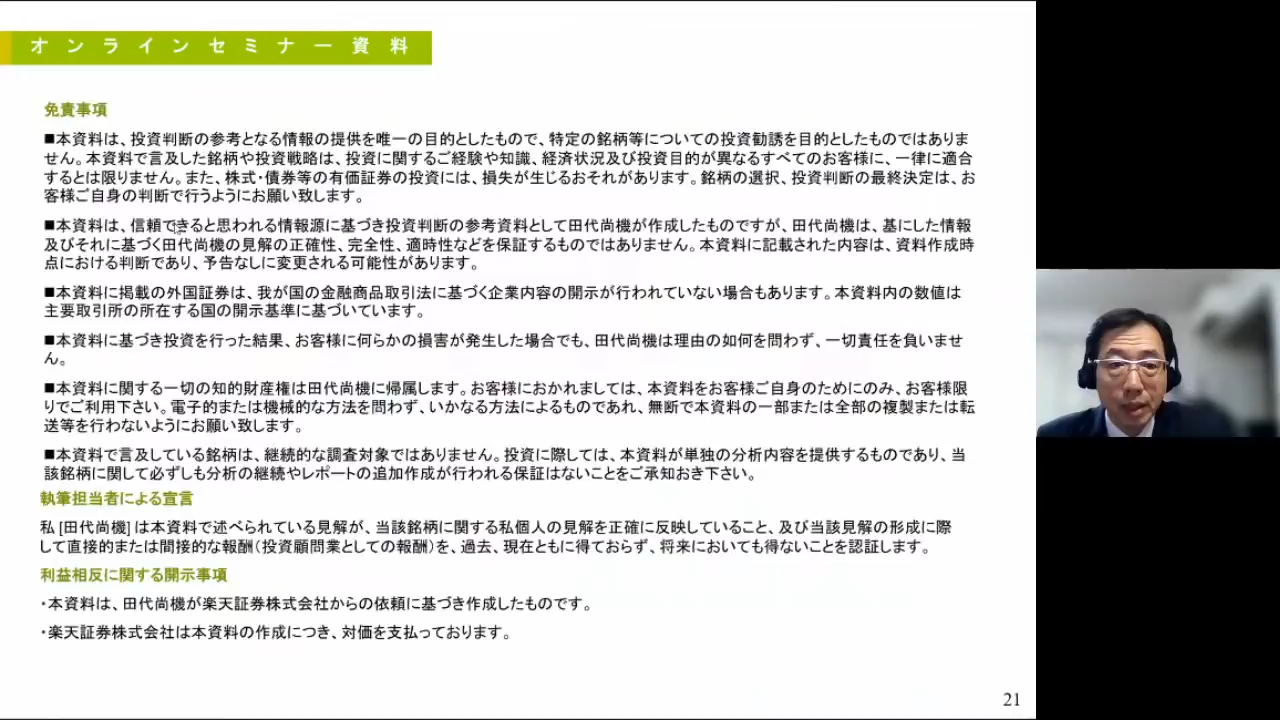 オンラインセミナー資料
免責事項
■本資料は、投資判断の参考となる情報の提供を唯一の目的としたもので、特定の銘柄等についての投資勧誘を目的としたものではありま
せん。本資料で言及した銘柄や投資戦略は、投資に関するご経験や知識、経済状況及び投資目的が異なるすべてのお客様に、一律に適合
するとは限りません。また、株式・債券等の有価証券の投資には、損失が生じるおそれがあります。銘柄の選択、投資判断の最終決定は、お
客様ご自身の判断で行うようにお願い致します。
■本資料は、信頼できると思われる情報源に基づき投資判断の参考資料として田代尚機が作成したものですが、田代尚機は、基にした情報
及びそれに基づく田代尚機の見解の正確性、完全性、適時性などを保証するものではありません。本資料に記載された内容は、資料作成時
点における判断であり、予告なしに変更される可能性があります。
■本資料に掲載の外国証券は、我が国の金融商品取引法に基づく企業内容の開示が行われていない場合もあります。本資料内の数値は
主要取引所の所在する国の開示基準に基づいています。
■本資料に基づき投資を行った結果、お客様に何らかの損害が発生した場合でも、田代尚機は理由の如何を問わず、一切責任を負いませ
ん。
■本資料に関する一切の知的財産権は田代尚機に帰属します。お客様におかれましては、本資料をお客様ご自身のためにのみ、お客様限
りでご利用下さい。電子的または機械的な方法を問わず、いかなる方法によるものであれ、無断で本資料の一部または全部の複製または転
送等を行わないようにお願い致します。
■本資料で言及している銘柄は、継続的な調査対象ではありません。投資に際しては、本資料が単独の分析内容を提供するものであり、当
該銘柄に関して必ずしも分析の継続やレポートの追加作成が行われる保証はないことをご承知おき下さい。
執筆担当者による宣言
私 [田代尚機] は本資料で述べられている見解が、当該銘柄に関する私個人の見解を正確に反映していること、及び当該見解の形成に際
して直接的または間接的な報酬（投資顧問業としての報酬）を、過去、現在ともに得ておらず、将来においても得ないことを認証します。
利益相反に関する開示事項
・本資料は、田代尚機が楽天証券株式会社からの依頼に基づき作成したものです。
・楽天証券株式会社は本資料の作成につき、対価を支払っております。
21